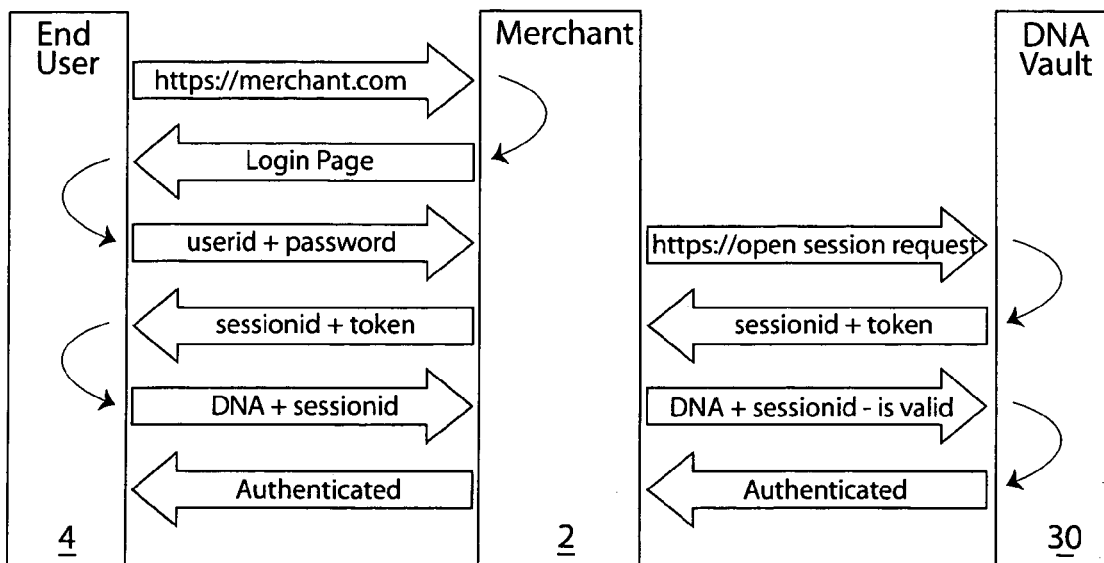 End
User
Merchant
DNA
Vault
https://merchant.com
Login Page
userid + password
https://open session request
sessionid + token
sessionid + token
DNA + sessionid
DNA + sessionid - is valid
Authenticated
Authenticated
4
2
30